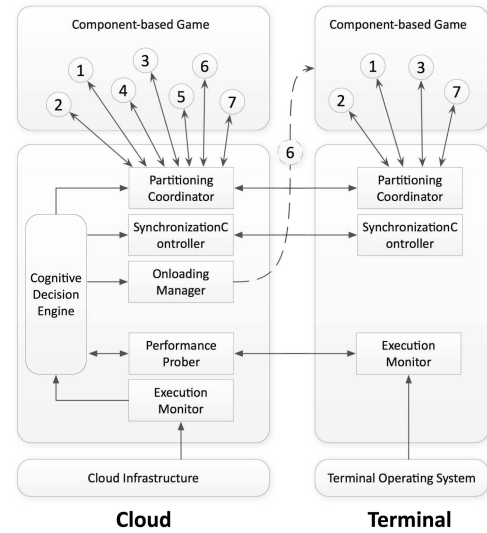 Component-based Game
Component-based Game
1
3
6
2
4
5
7
1
3
2
7
6
Partitioning
Coordinator
Partitioning
Coordinator
SynchronizationC
ontroller
SynchronizationC
ontroller
Cognitive
Decision
Engine
Onloading
Manager
Performance
Prober
Execution
Monitor
Execution
Monitor
Cloud Infrastructure
Terminal Operating System
Cloud
Terminal